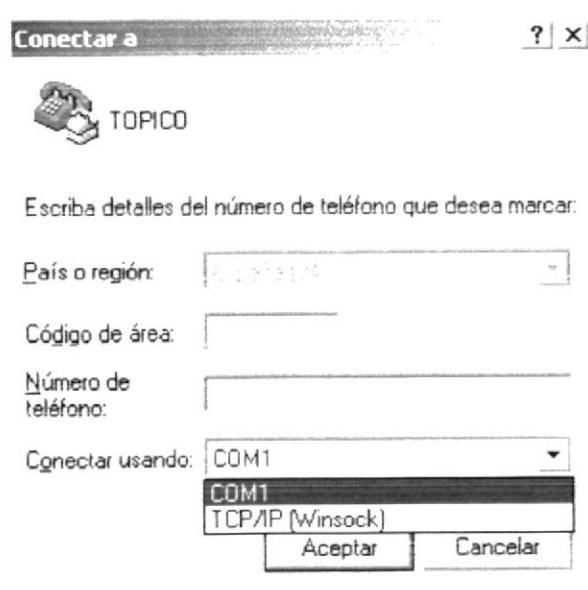 Conectar a
TOPICO
Escriba detalles del número de teléfono que desea marcar:
País o región:
Código de área:
Número de
teléfono:
Conectar usando: COM1
COM1
TCP/IP (Winsock)
Aceptar Cancelar